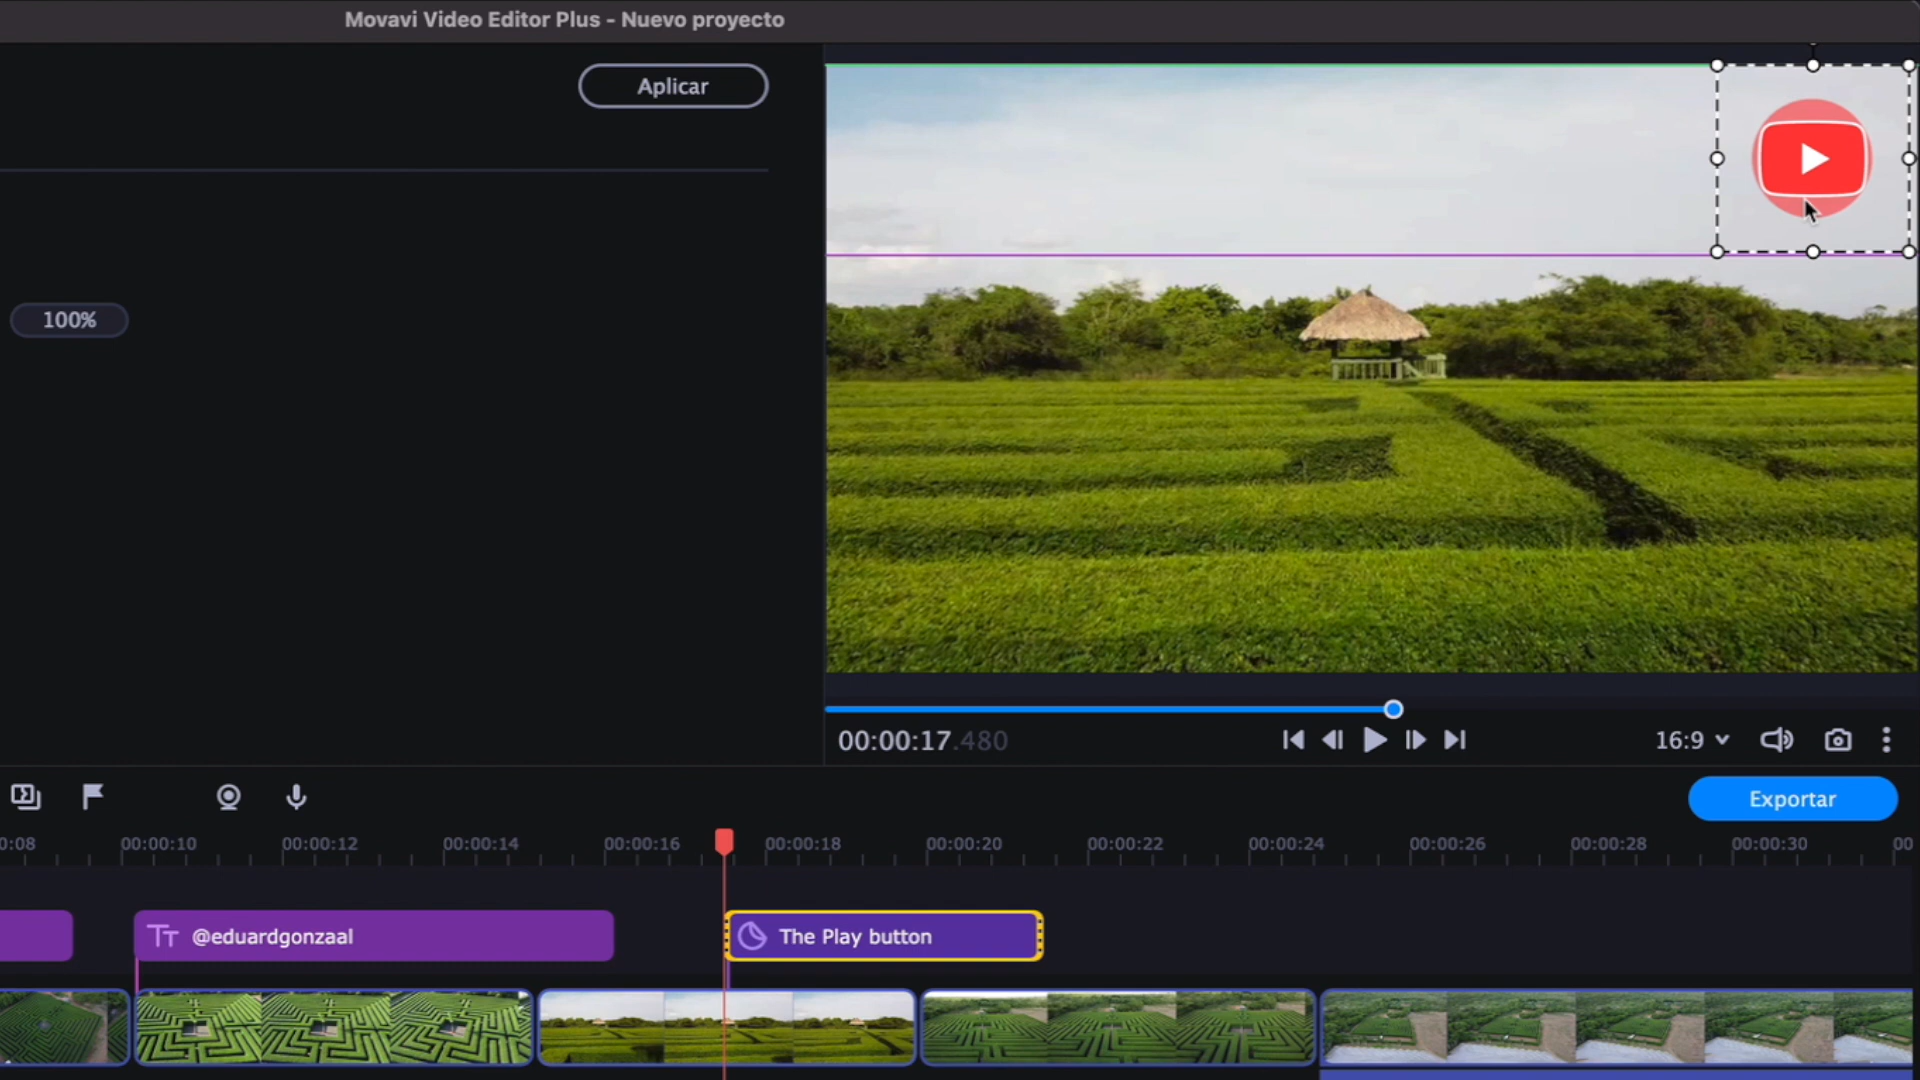 Movavi Video Editor Plus - Nuevo proyecto
Aplicar
100%
00:00:17.480
16:9
Exportar
0:08 00:00:10 00:00:12 00:00:14 00:00:16 00:00:18 00:00:20 00:00:22 00:00:24 00:00:26 00:00:28 00:00:30 00
@eduardgonzaal
The Play button